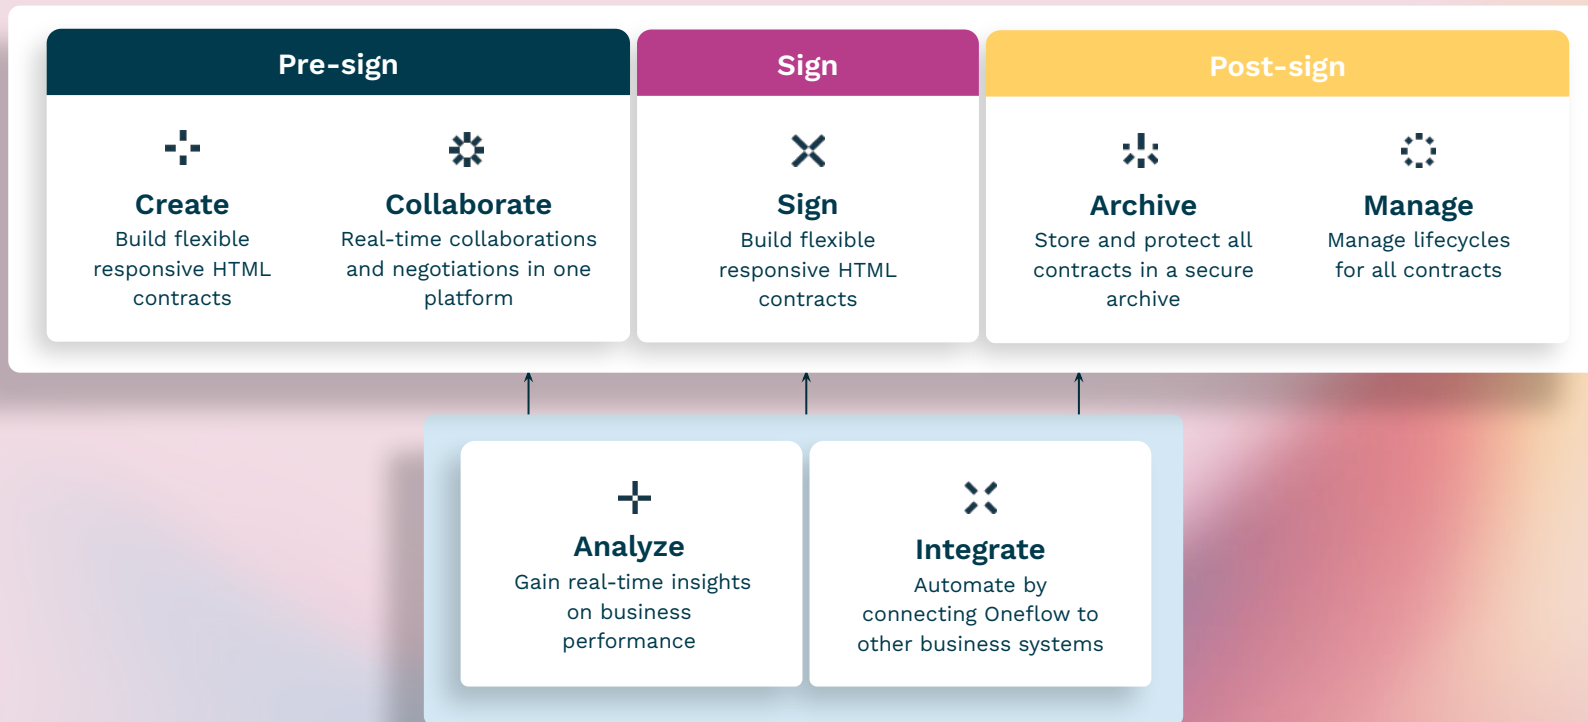 Pre-sign
Create
Build flexible
responsive HTML
contracts
Collaborate
Real-time collaborations
and negotiations in one
platform
Sign
Sign
Build flexible
responsive HTML
contracts
Post-sign
Archive
Store and protect all
contracts in a secure
archive
Manage
Manage lifecycles
for all contracts
Analyze
Gain real-time insights
on business
performance
Integrate
Automate by
connecting Oneflow to
other business systems